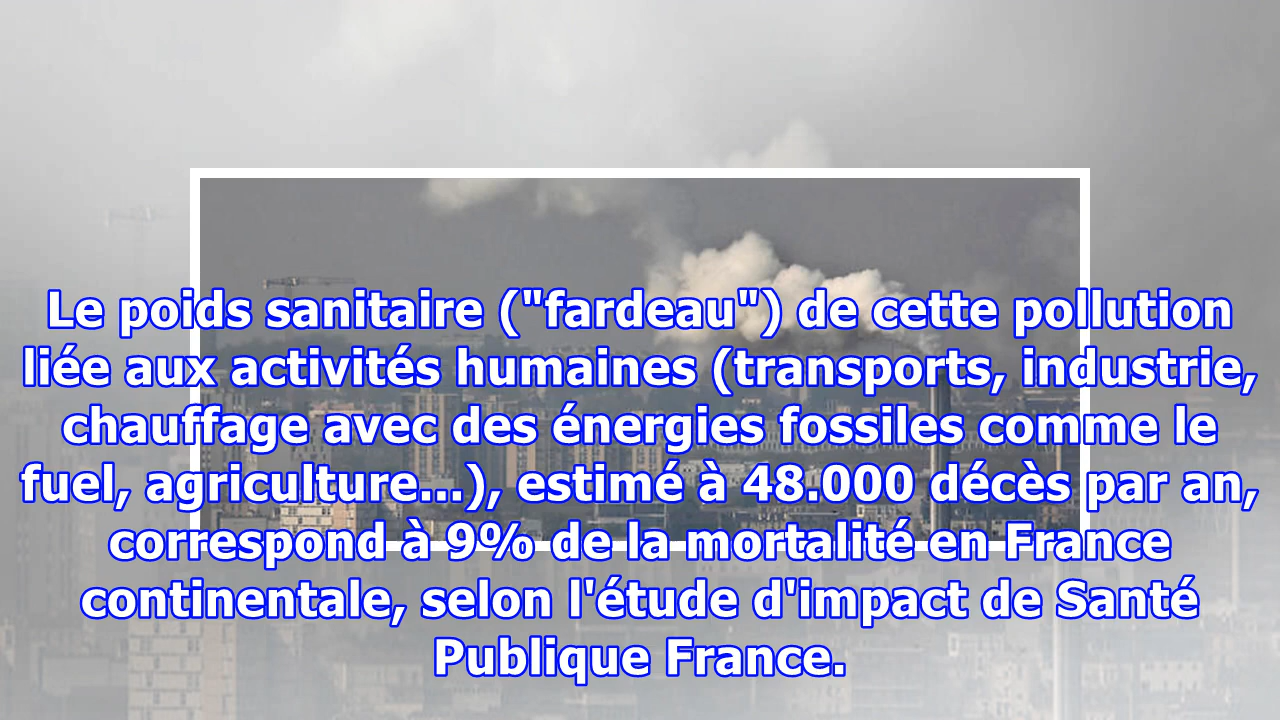 Le poids sanitaire ("fardeau") de cette pollution
liée aux activités humaines (transports, industrie,
chauffage avec des énergies fossiles comme le
fuel, agriculture...), estimé à 48.000 décès par an,
correspond à 9% de la mortalité en France
continentale, selon l'étude d'impact de Santé
Publique France.